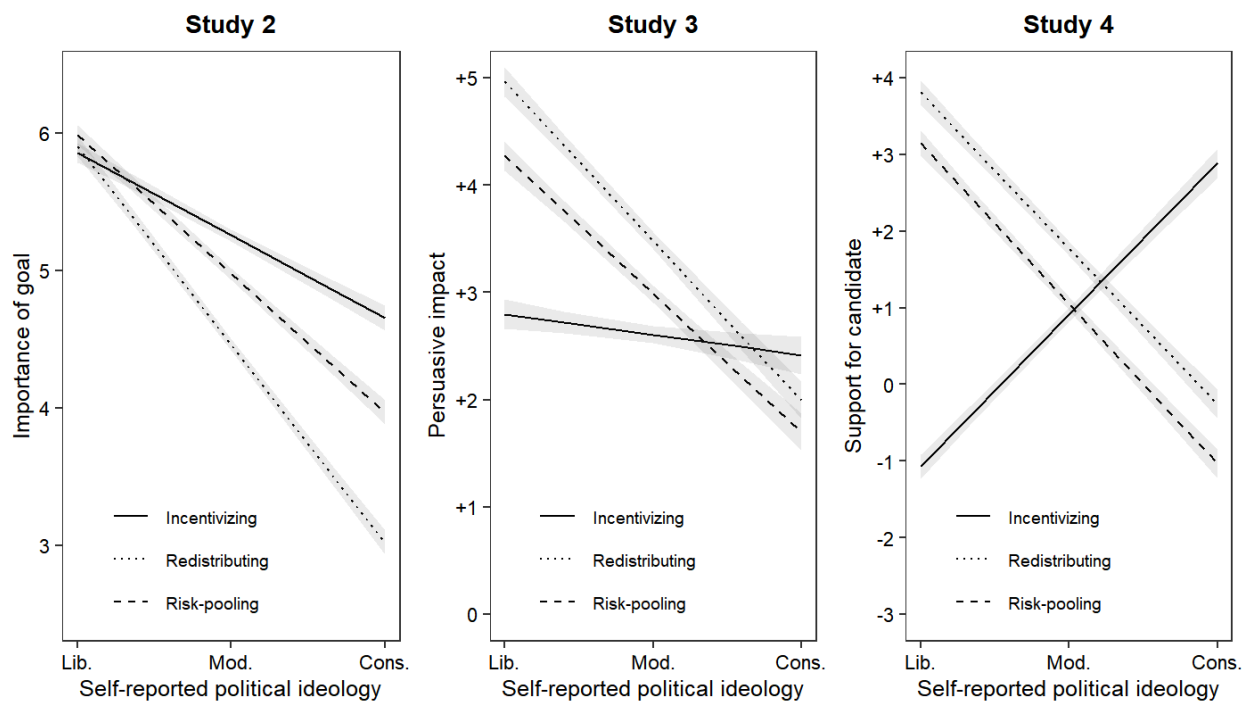 Study 2
Importance of goal
6
5
4
3
Incentivizing
Redistributing
Risk-pooling
Lib.
Mod.
Cons.
Self-reported political ideology
Study 3
Persuasive impact
+5
+4
+3
+2
+1
0
Incentivizing
Redistributing
Risk-pooling
Lib.
Mod.
Cons.
Self-reported political ideology
Study 4
Support for candidate
+4
+3
+2
+1
0
-1
-2
-3
Incentivizing
Redistributing
Risk-pooling
Lib.
Mod.
Cons.
Self-reported political ideology